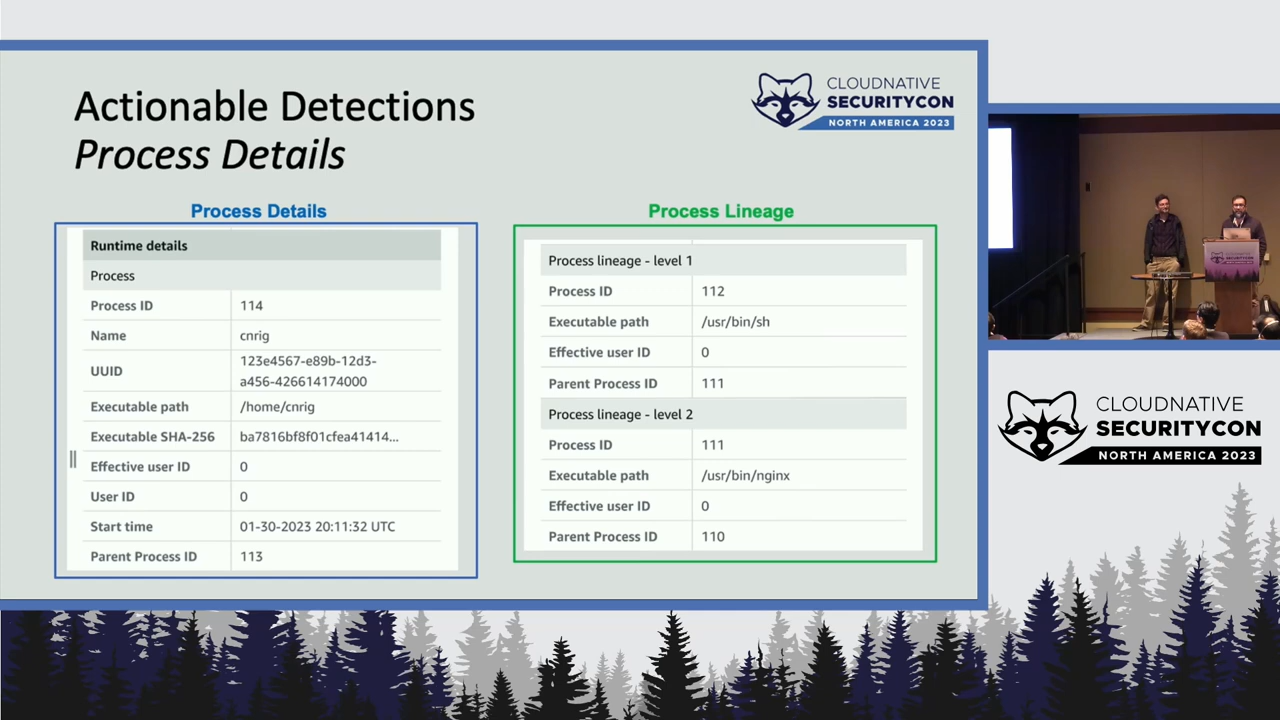 Actionable Detections
Process Details
CLOUDNATIVE
SECURITYCON
NORTH AMERICA 2023
Process Details
Runtime details
Process
Process ID 114
Name cnrig
UUID 123e4567-e89b-12d3-
a456-426614174000
Executable path /home/cnrig
Executable SHA-256 ba7816bf8f01cfea41414...
Effective user ID 0
User ID 0
Start time 01-30-2023 20:11:32 UTC
Parent Process ID 113
Process Lineage
Process lineage - level 1
Process ID 112
Executable path /usr/bin/sh
Effective user ID 0
Parent Process ID 111
Process lineage - level 2
Process ID 111
Executable path /usr/bin/nginx
Effective user ID 0
Parent Process ID 110
CLOUDNATIVE
SECURITYCON
NORTH AMERICA 2023